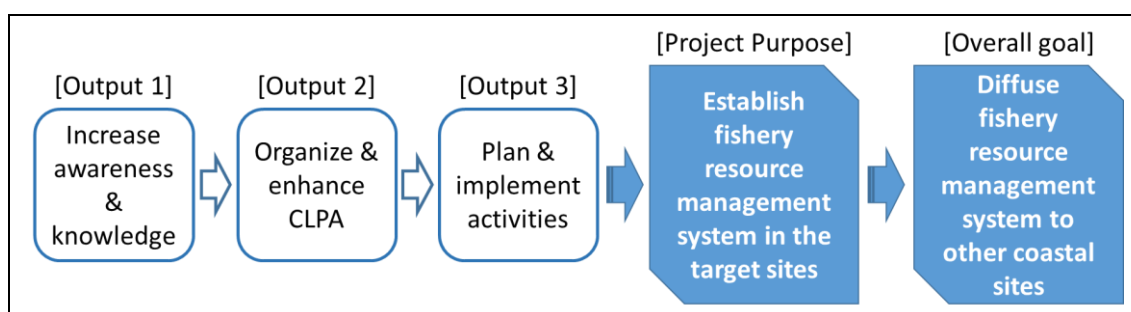 [Output 1]
Increase
awareness
&
knowledge
[Output 2]
Organize &
enhance
CLPA
[Output 3]
Plan &
implement
activities
[Project Purpose]
Establish
fishery
resource
management
system in the
target sites
[Overall goal]
Diffuse
fishery
resource
management
system to
other coastal
sites